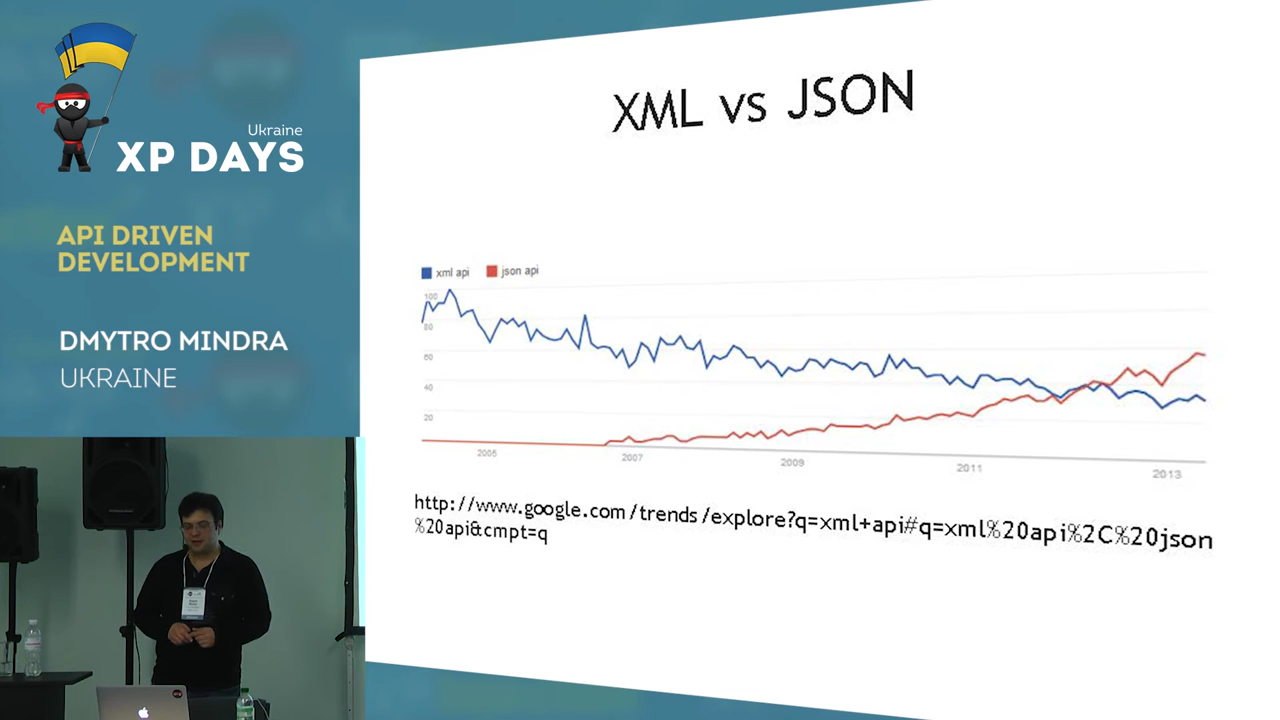 Ukraine
XP DAYS
API DRIVEN
DEVELOPMENT
DMYTRO MINDRA
UKRAINE
XML vs JSON
xml api
json api
100
80
60
40
20
2005
2007
2009
2011
2013
http://www.google.com/trends/explore?q=xml+api#q=xml%20api%2C%20json
%20api&cmpt=q